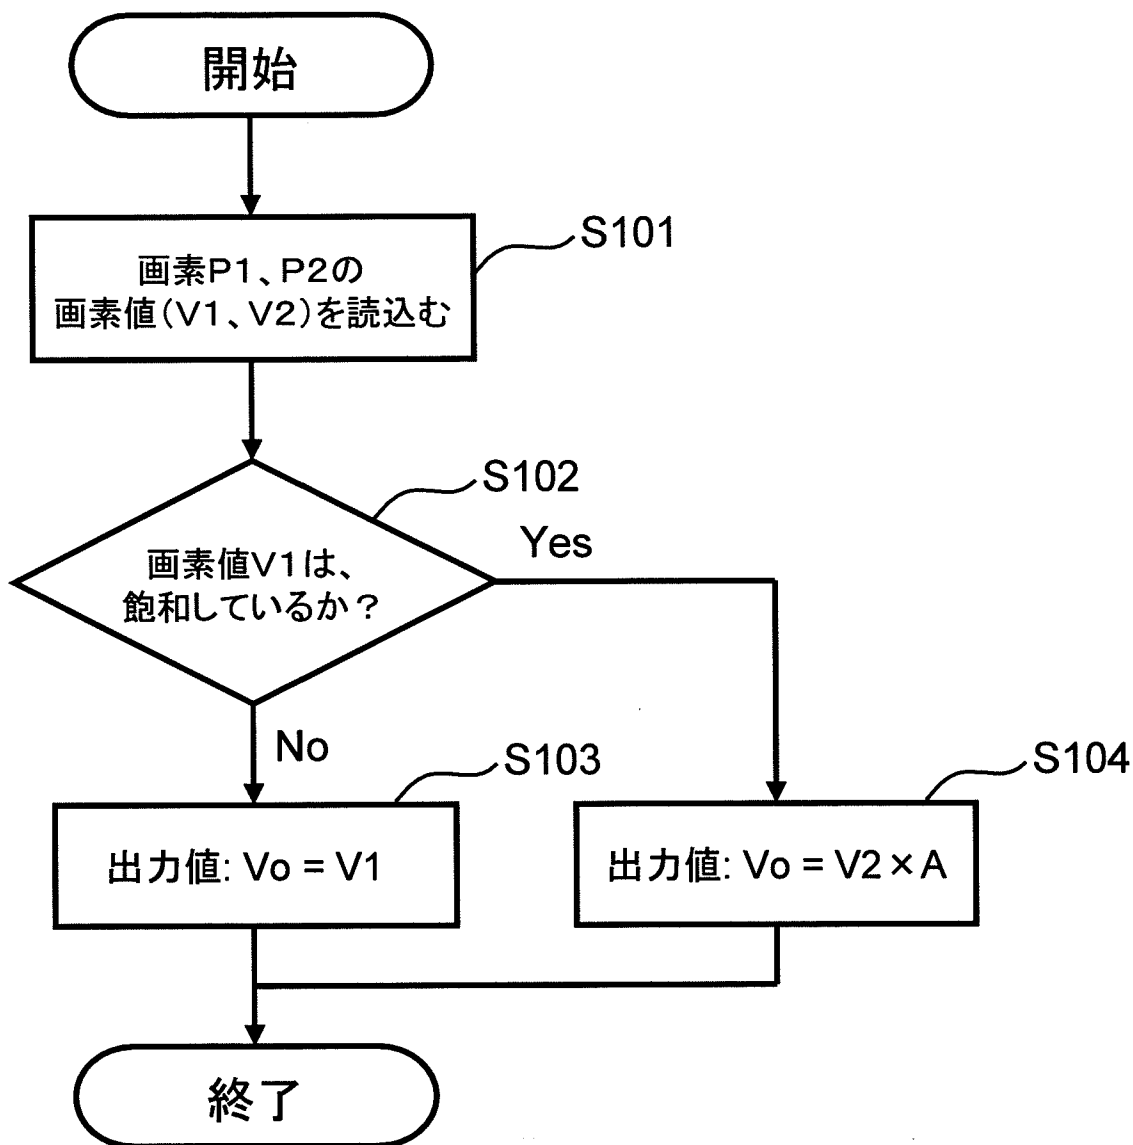 開始
S101
画素P1、P2の
画素値(V1、V2)を読込む
S102
画素値V1は、
飽和しているか?
Yes
No
S103
出力値: Vo = V1
S104
出力値: Vo = V2×A
終了